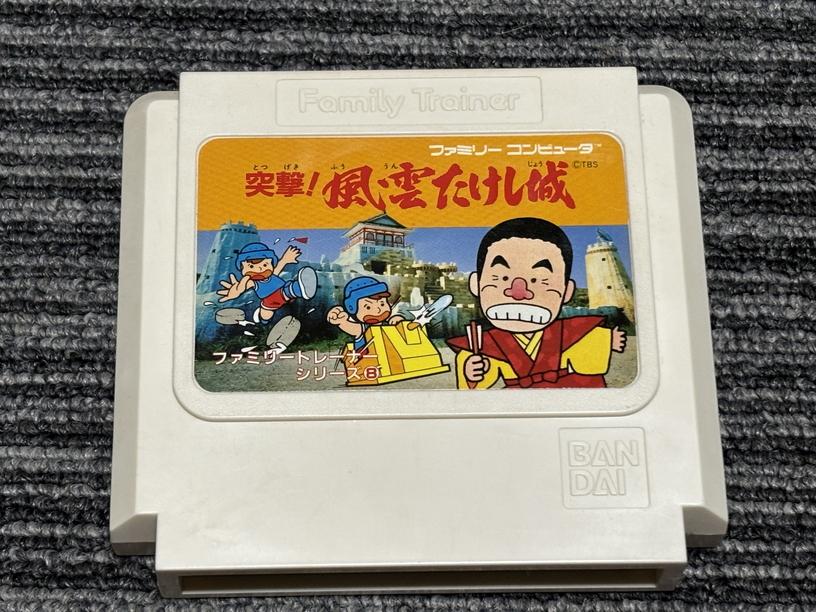 Family Trainer
ファミリー コンピュータ™
とつ げき ふう うん じょう
突撃!風雲たけし城 ©TBS
ファミリートレーナー
シリーズ⑧
BAN
DAI